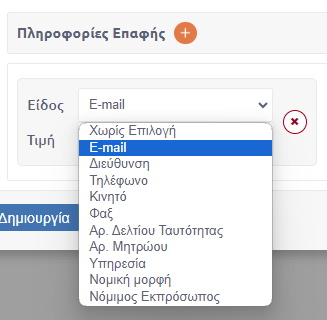 Πληροφορίες Επαφής
Είδος E-mail
Τιμή
Χωρίς Επιλογή
E-mail
Διεύθυνση
Τηλέφωνο
Κινητό
Φαξ
Αρ. Δελτίου Ταυτότητας
Αρ. Μητρώου
Υπηρεσία
Νομική μορφή
Νόμιμος Εκπρόσωπος
Δημιουργία